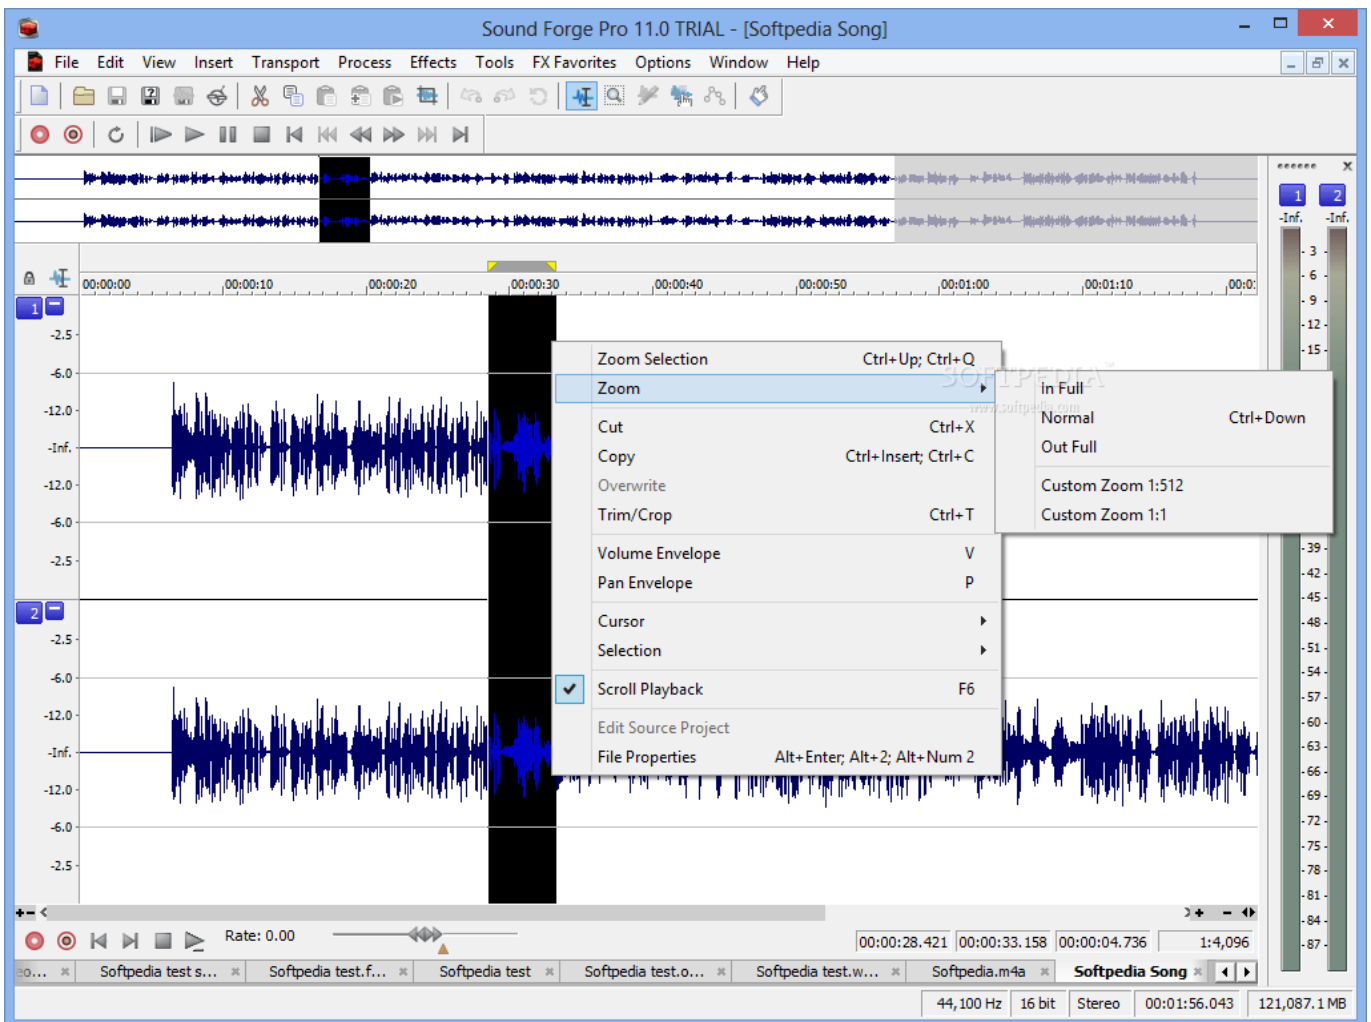 Sound Forge Pro 11.0 TRIAL - [Softpedia Song]
File Edit View Insert Transport Process Effects Tools FX Favorites Options Window Help
1 2
-Inf. -Inf.
00:00:00 00:00:10 00:00:20 00:00:30 00:00:40 00:00:50 00:01:00 00:01:10 00:0
1
-2.5
-6.0
-12.0
-Inf.
-12.0
-6.0
-2.5
2
-2.5
-6.0
-12.0
-Inf.
-12.0
-6.0
-2.5
Zoom Selection Ctrl+Up; Ctrl+Q
Zoom
Cut Ctrl+X
Copy Ctrl+Insert; Ctrl+C
Overwrite
Trim/Crop Ctrl+T
Volume Envelope V
Pan Envelope P
Cursor
Selection
Scroll Playback F6
Edit Source Project
File Properties Alt+Enter; Alt+2; Alt+Num 2
SOFTPEDIA™
www.softpedia.com
In Full
Normal Ctrl+Down
Out Full
Custom Zoom 1:512
Custom Zoom 1:1
- 3 -
- 6 -
- 9 -
- 12 -
- 15 -
- 39 -
- 42 -
- 45 -
- 48 -
- 51 -
- 54 -
- 57 -
- 60 -
- 63 -
- 66 -
- 69 -
- 72 -
- 75 -
- 78 -
- 81 -
- 84 -
- 87 -
Rate: 0.00
00:00:28.421 00:00:33.158 00:00:04.736 1:4,096
eo... Softpedia test s... Softpedia test.f... Softpedia test Softpedia test.o... Softpedia test.w... Softpedia.m4a Softpedia Song
44,100 Hz 16 bit Stereo 00:01:56.043 121,087.1 MB